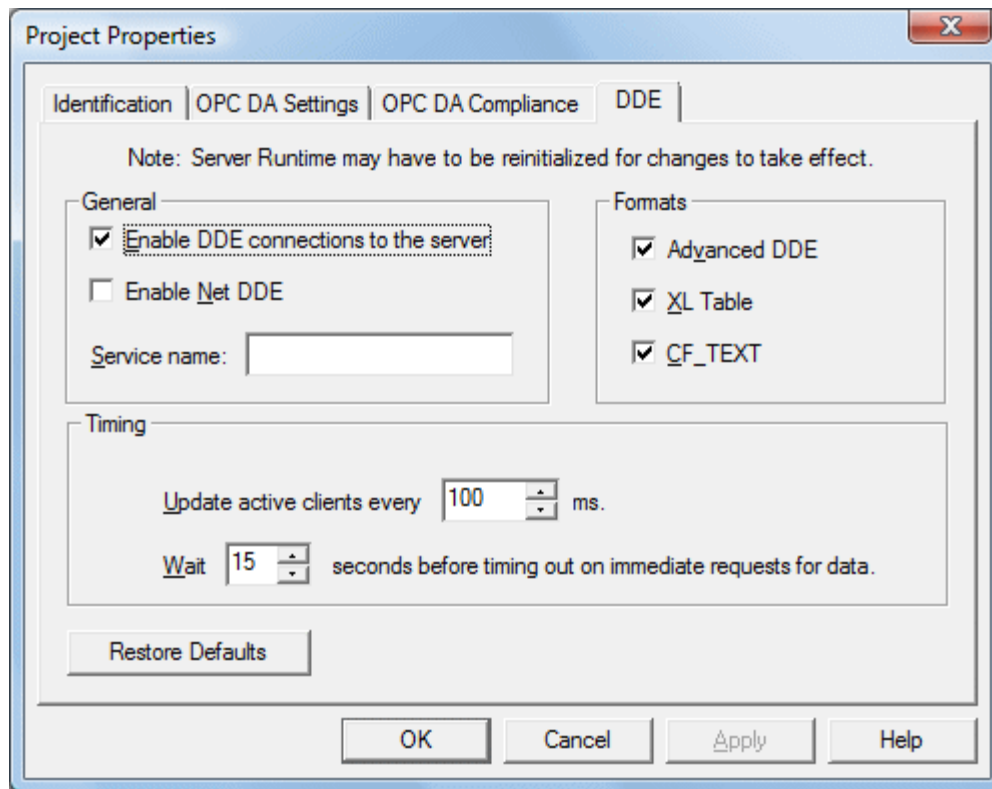 Project Properties
Identification OPC DA Settings OPC DA Compliance DDE
Note: Server Runtime may have to be reinitialized for changes to take effect.
General
Enable DDE connections to the server
Enable Net DDE
Service name:
Formats
Advanced DDE
XL Table
CF_TEXT
Timing
Update active clients every 100 ms.
Wait 15 seconds before timing out on immediate requests for data.
Restore Defaults
OK Cancel Apply Help